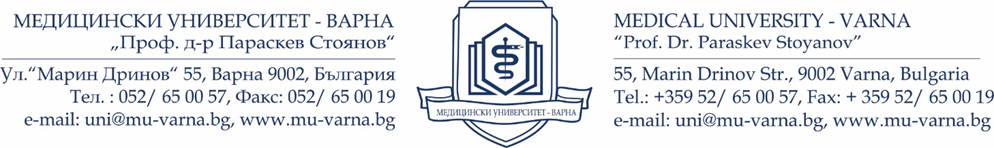 МЕДИЦИНСКИ УНИВЕРСИТЕТ - ВАРНА
„Проф. д-р Параскев Стоянов“
Ул.“Марин Дринов“ 55, Варна 9002, България
Тел. : 052/ 65 00 57, Факс: 052/ 65 00 19
e-mail: uni@mu-varna.bg, www.mu-varna.bg
МЕДИЦИНСКИ УНИВЕРСИТЕТ - ВАРНА
MEDICAL UNIVERSITY - VARNA
“Prof. Dr. Paraskev Stoyanov”
55, Marin Drinov Str., 9002 Varna, Bulgaria
Tel.: +359 52/ 65 00 57, Fax: + 359 52/ 65 00 19
e-mail: uni@mu-varna.bg, www.mu-varna.bg